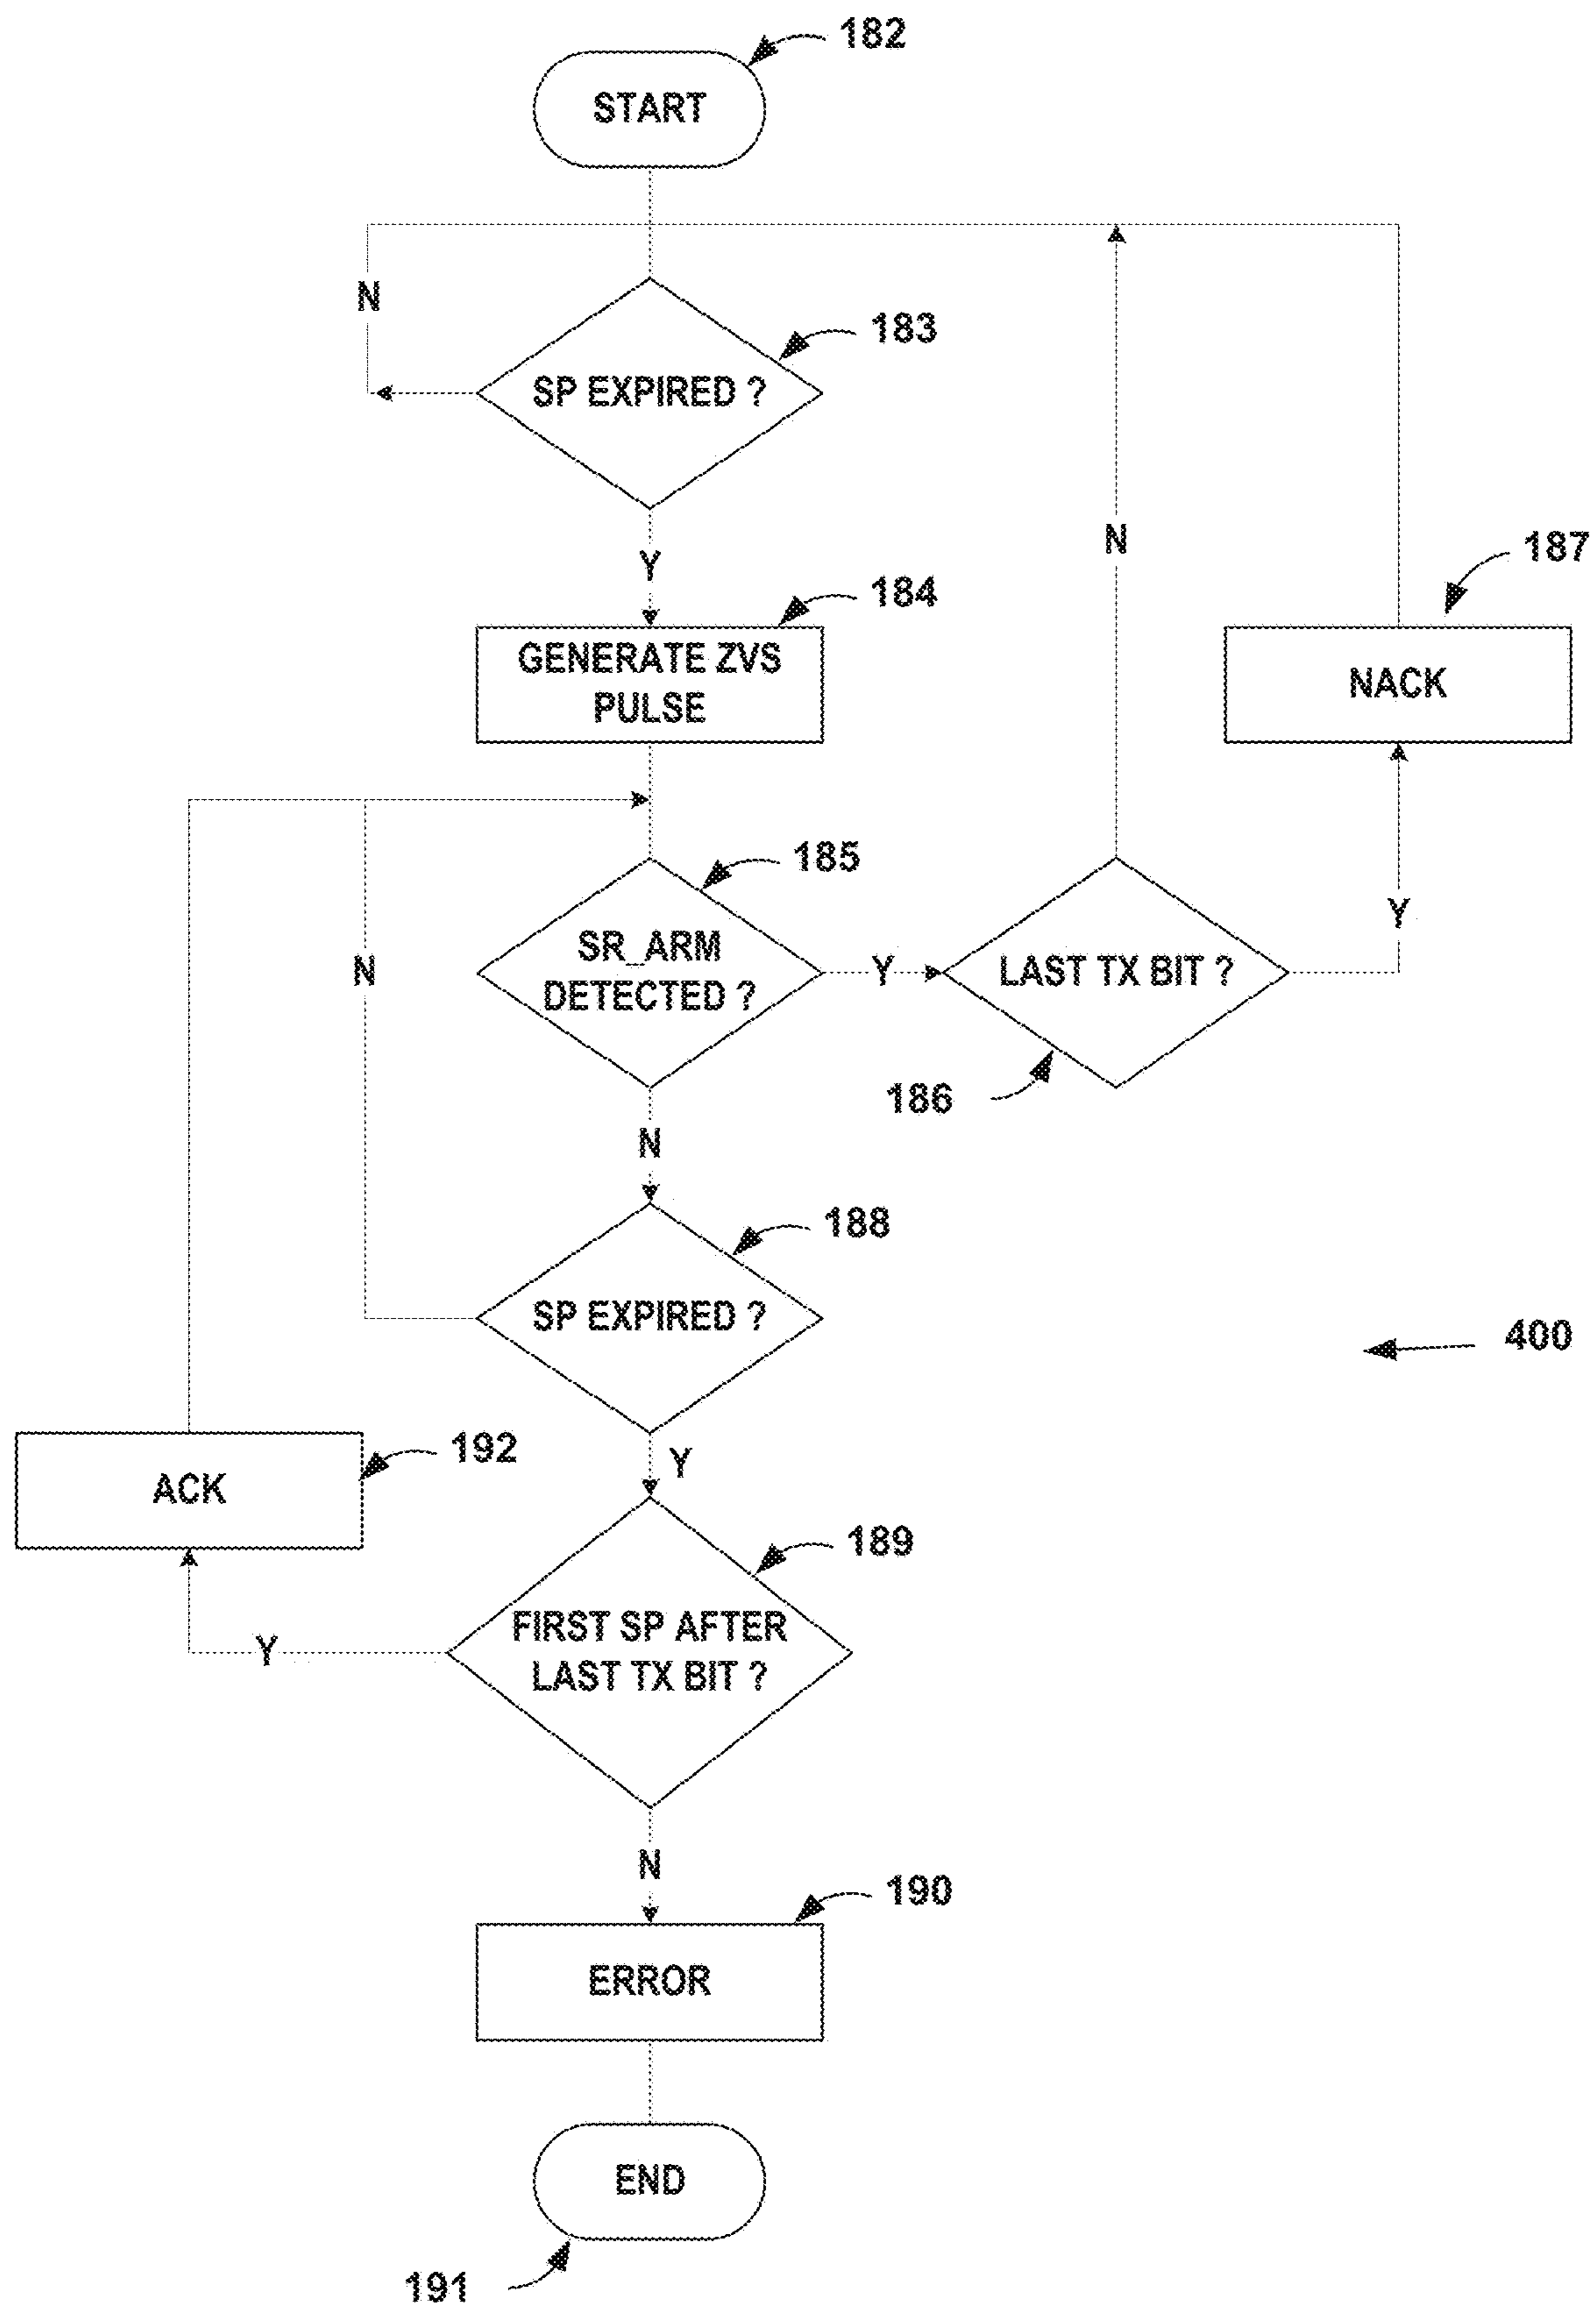 182
START
N
183
SP EXPIRED ?
N
187
Y
184
GENERATE ZVS
PULSE
NACK
185
Y
SR_ARM
DETECTED ?
N
Y
LAST TX BIT ?
186
N
188
SP EXPIRED ?
400
192
ACK
Y
189
FIRST SP AFTER
LAST TX BIT ?
Y
N
190
ERROR
END
191